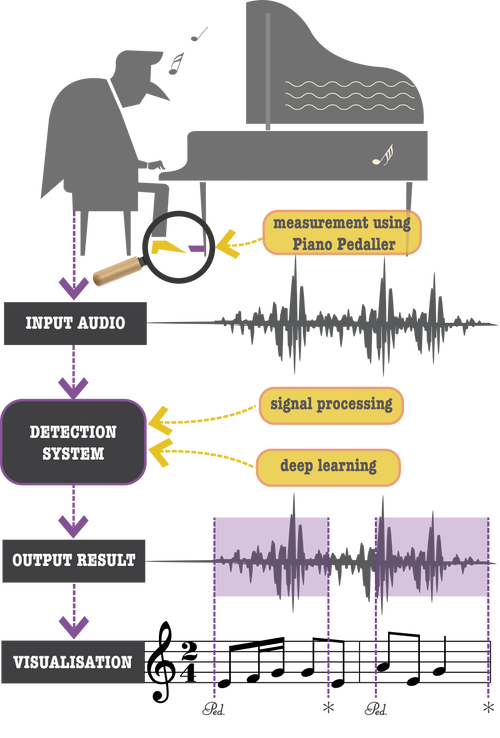 measurement using
Piano Pedaller
INPUT AUDIO
signal processing
DETECTION
SYSTEM
deep learning
OUTPUT RESULT
VISUALISATION
2
4
Ped. * Ped. *